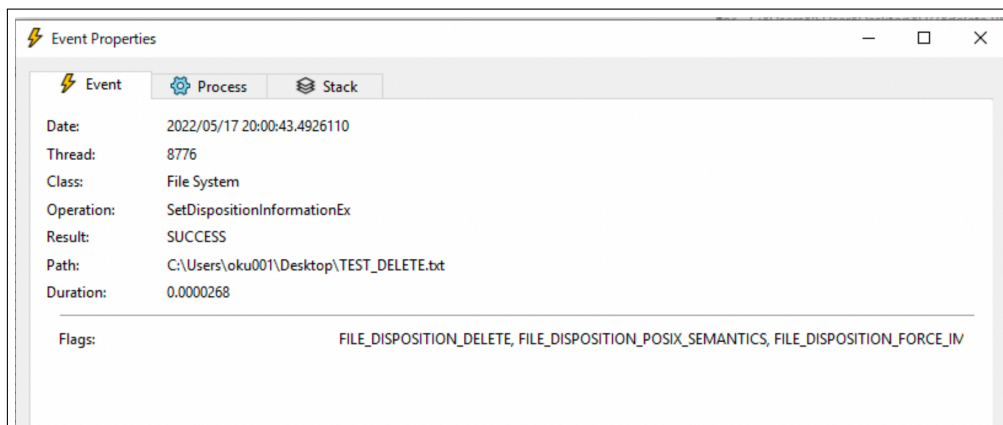 Event Properties
Event Process Stack
Date: 2022/05/17 20:00:43.4926110
Thread: 8776
Class: File System
Operation: SetDispositionInformationEx
Result: SUCCESS
Path: C:\Users\oku001\Desktop\TEST_DELETE.txt
Duration: 0.0000268
Flags: FILE_DISPOSITION_DELETE, FILE_DISPOSITION_POSIX_SEMANTICS, FILE_DISPOSITION_FORCE_IM